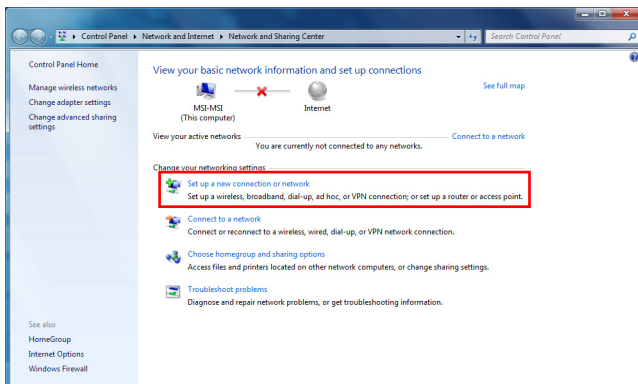 Control Panel ▸ Network and Internet ▸ Network and Sharing Center
Search Control Panel
Control Panel Home
Manage wireless networks
Change adapter settings
Change advanced sharing
settings
View your basic network information and set up connections
See full map
MSI-MSI
(This computer)
Internet
View your active networks
Connect to a network
You are currently not connected to any networks.
Change your networking settings
Set up a new connection or network
Set up a wireless, broadband, dial-up, ad hoc, or VPN connection; or set up a router or access point.
Connect to a network
Connect or reconnect to a wireless, wired, dial-up, or VPN network connection.
Choose homegroup and sharing options
Access files and printers located on other network computers, or change sharing settings.
Troubleshoot problems
Diagnose and repair network problems, or get troubleshooting information.
See also
HomeGroup
Internet Options
Windows Firewall